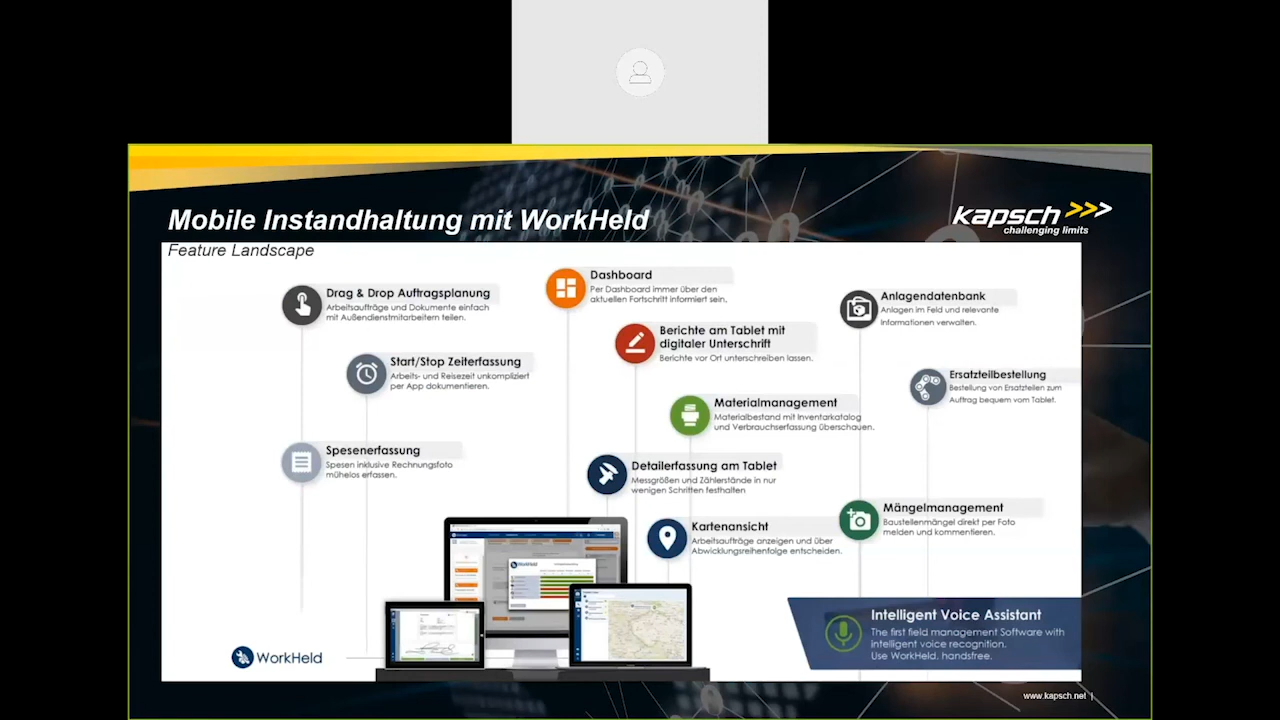 Mobile Instandhaltung mit WorkHeld
kapsch
challenging limits
Feature Landscape
Drag & Drop Auftragsplanung
Arbeitsaufträge und Dokumente einfach
mit Außendienstmitarbeitern teilen.
Start/Stop Zeiterfassung
Arbeits- und Reisezeit unkompliziert
per App dokumentieren.
Spesenerfassung
Spesen inklusive Rechnungsfoto
mühelos erfassen.
Dashboard
Per Dashboard immer über den
aktuellen Fortschritt informiert sein.
Berichte am Tablet mit
digitaler Unterschrift
Berichte vor Ort unterschreiben lassen.
Materialmanagement
Materialbestand mit Inventarkatalog
und Verbrauchserfassung überschauen.
Detailerfassung am Tablet
Messgrößen und Zählerstände in nur
wenigen Schritten festhalten
Kartenansicht
Arbeitsaufträge anzeigen und über
Abwicklungsreihenfolge entscheiden.
Anlagendatenbank
Anlagen im Feld und relevante
Informationen verwalten.
Ersatzteilbestellung
Bestellung von Ersatzteilen zum
Auftrag bequem vom Tablet.
Mängelmanagement
Baustellenmängel direkt per Foto
melden und kommentieren.
WorkHeld
WorkHeld
Intelligent Voice Assistant
The first field management Software with
intelligent voice recognition.
Use WorkHeld. handsfree.
www.kapsch.net |